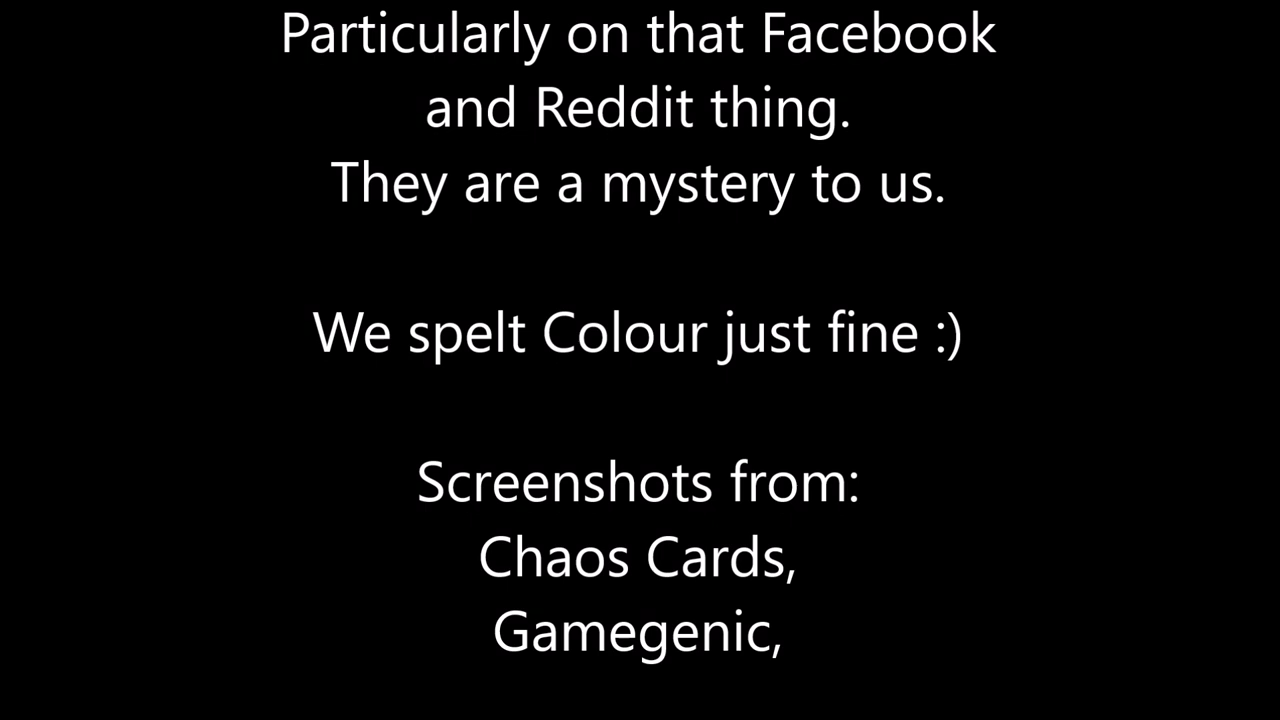 Particularly on that Facebook
and Reddit thing.
They are a mystery to us.
We spelt Colour just fine :)
Screenshots from:
Chaos Cards,
Gamegenic,